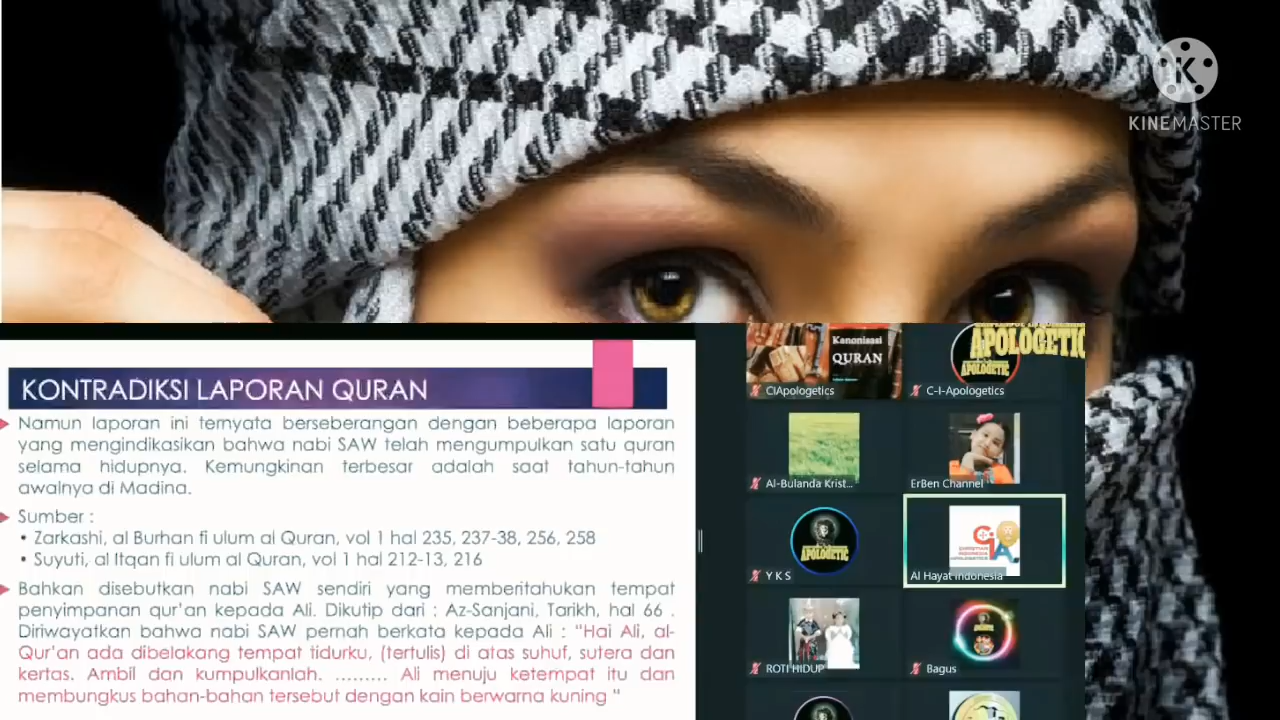 KINEMASTER
KONTRADIKSI LAPORAN QURAN
Namun laporan ini ternyata berseberangan dengan beberapa laporan
yang mengindikasikan bahwa nabi SAW telah mengumpulkan satu quran
selama hidupnya. Kemungkinan terbesar adalah saat tahun-tahun
awalnya di Madina.
Sumber :
• Zarkashi, al Burhan fi ulum al Quran, vol 1 hal 235, 237-38, 256, 258
• Suyuti, al Itqan fi ulum al Quran, vol 1 hal 212-13, 216
Bahkan disebutkan nabi SAW sendiri yang memberitahukan tempat
penyimpanan qur'an kepada Ali. Dikutip dari : Az-Sanjani, Tarikh, hal 66 .
Diriwayatkan bahwa nabi SAW pernah berkata kepada Ali : "Hai Ali, al-
Qur'an ada dibelakang tempat tidurku, (tertulis) di atas suhuf, sutera dan
kertas. Ambil dan kumpulkanlah. ......... Ali menuju ketempat itu dan
membungkus bahan-bahan tersebut dengan kain berwarna kuning "
Kanonisasi
QURAN
CIApologetics
APOLOGETIC
APOLOGETIC
C-I-Apologetics
Al-Bulanda Krist...
ErBen Channel
APOLOGETIC
Y K S
CIA
CHRISTIAN
INDONESIA
Al Hayat Indonesia
ROTI HIDUP
Bagus